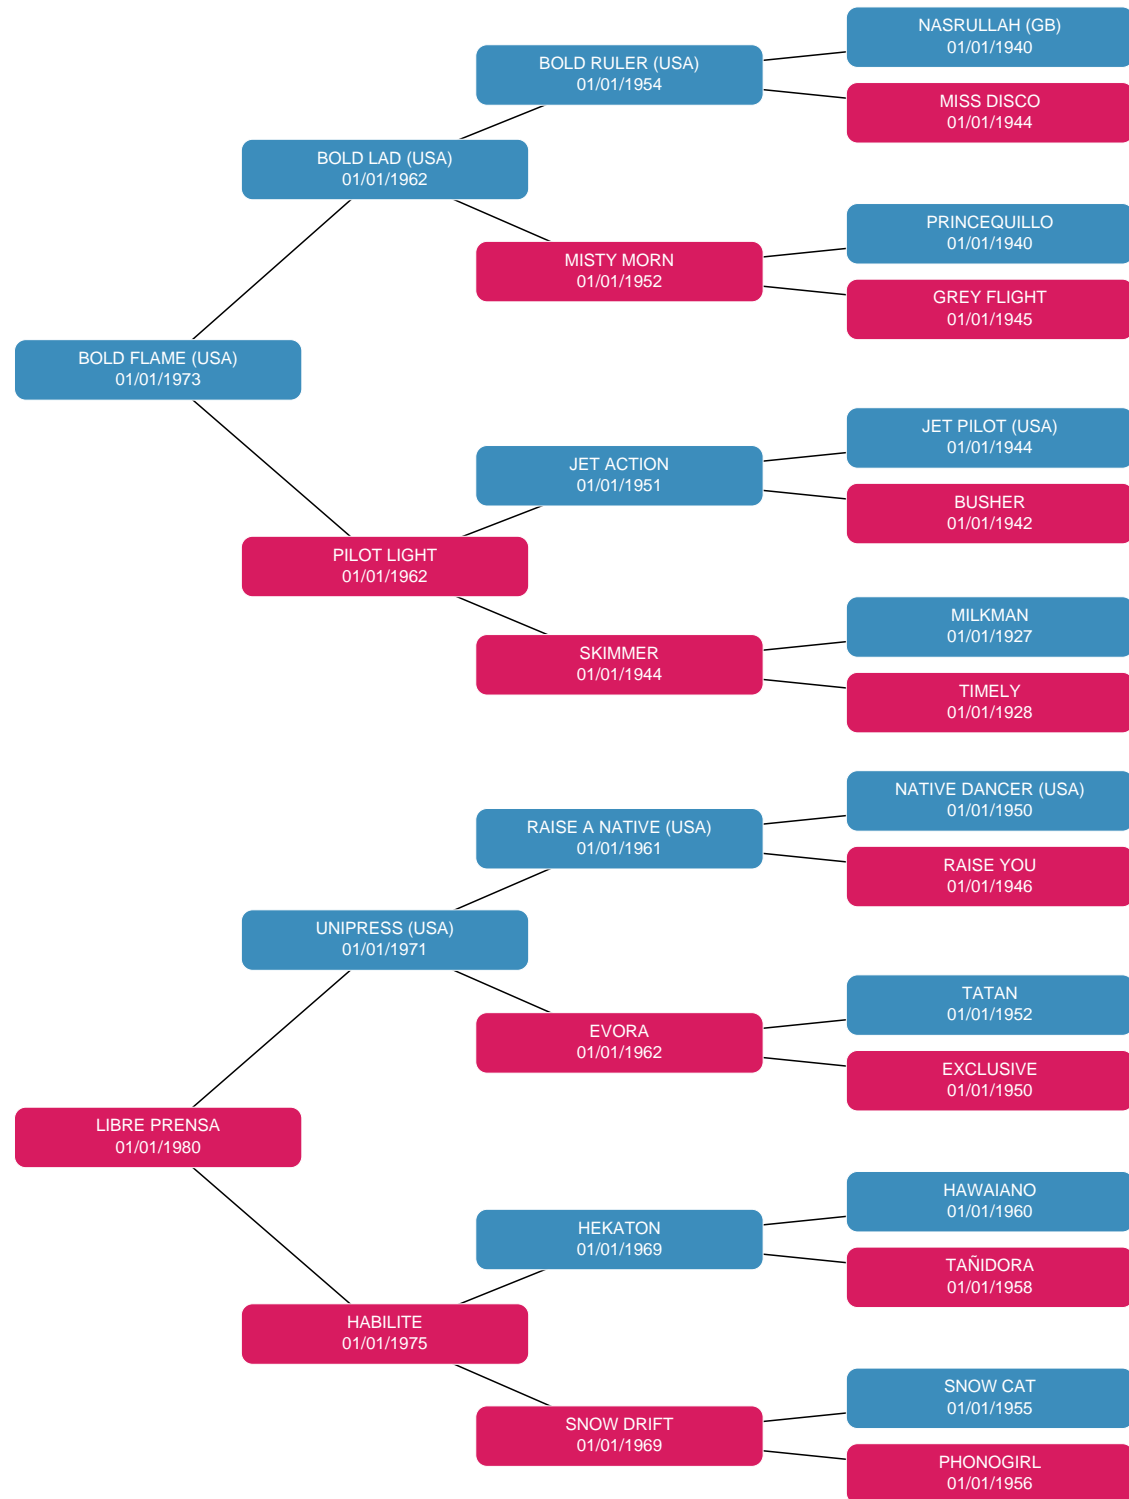 NASRULLAH (GB)
01/01/1940
BOLD RULER (USA)
01/01/1954
MISS DISCO
01/01/1944
BOLD LAD (USA)
01/01/1962
PRINCEQUILLO
01/01/1940
MISTY MORN
01/01/1952
GREY FLIGHT
01/01/1945
BOLD FLAME (USA)
01/01/1973
JET PILOT (USA)
01/01/1944
JET ACTION
01/01/1951
BUSHER
01/01/1942
PILOT LIGHT
01/01/1962
MILKMAN
01/01/1927
SKIMMER
01/01/1944
TIMELY
01/01/1928
NATIVE DANCER (USA)
01/01/1950
RAISE A NATIVE (USA)
01/01/1961
RAISE YOU
01/01/1946
UNIPRESS (USA)
01/01/1971
TATAN
01/01/1952
EVORA
01/01/1962
EXCLUSIVE
01/01/1950
LIBRE PRENSA
01/01/1980
HAWAIANO
01/01/1960
HEKATON
01/01/1969
TAÑIDORA
01/01/1958
HABILITE
01/01/1975
SNOW CAT
01/01/1955
SNOW DRIFT
01/01/1969
PHONOGIRL
01/01/1956